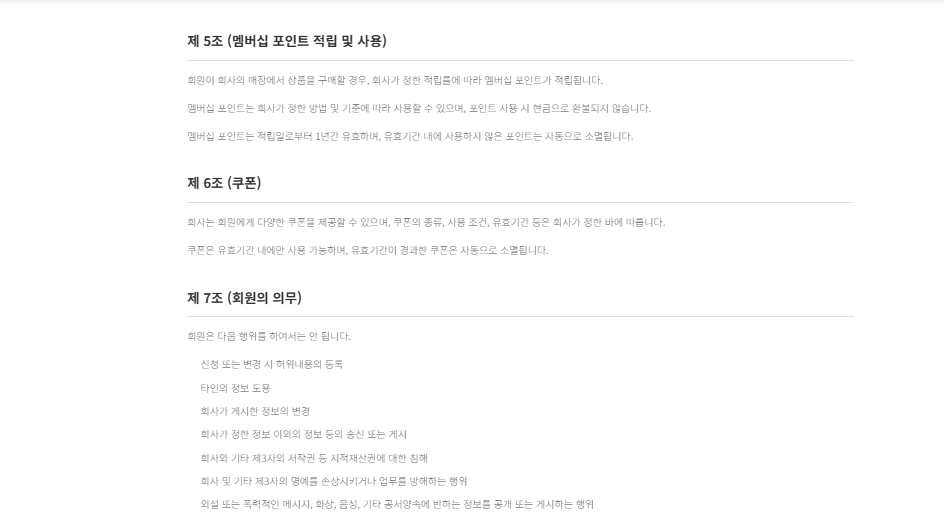 제 5조 (멤버십 포인트 적립 및 사용)
회원이 회사의 매장에서 상품을 구매할 경우, 회사가 정한 적립률에 따라 멤버십 포인트가 적립됩니다.
멤버십 포인트는 회사가 정한 방법 및 기준에 따라 사용할 수 있으며, 포인트 사용 시 현금으로 환불되지 않습니다.
멤버십 포인트는 적립일로부터 1년간 유효하며, 유효기간 내에 사용하지 않은 포인트는 자동으로 소멸됩니다.
제 6조 (쿠폰)
회사는 회원에게 다양한 쿠폰을 제공할 수 있으며, 쿠폰의 종류, 사용 조건, 유효기간 등은 회사가 정한 바에 따릅니다.
쿠폰은 유효기간 내에만 사용 가능하며, 유효기간이 경과한 쿠폰은 자동으로 소멸됩니다.
제 7조 (회원의 의무)
회원은 다음 행위를 하여서는 안 됩니다.
신청 또는 변경 시 허위내용의 등록
타인의 정보 도용
회사가 게시한 정보의 변경
회사가 정한 정보 이외의 정보 등의 송신 또는 게시
회사와 기타 제3자의 저작권 등 지적재산권에 대한 침해
회사 및 기타 제3자의 명예를 손상시키거나 업무를 방해하는 행위
외설 또는 폭력적인 메시지, 화상, 음성, 기타 공서양속에 반하는 정보를 공개 또는 게시하는 행위